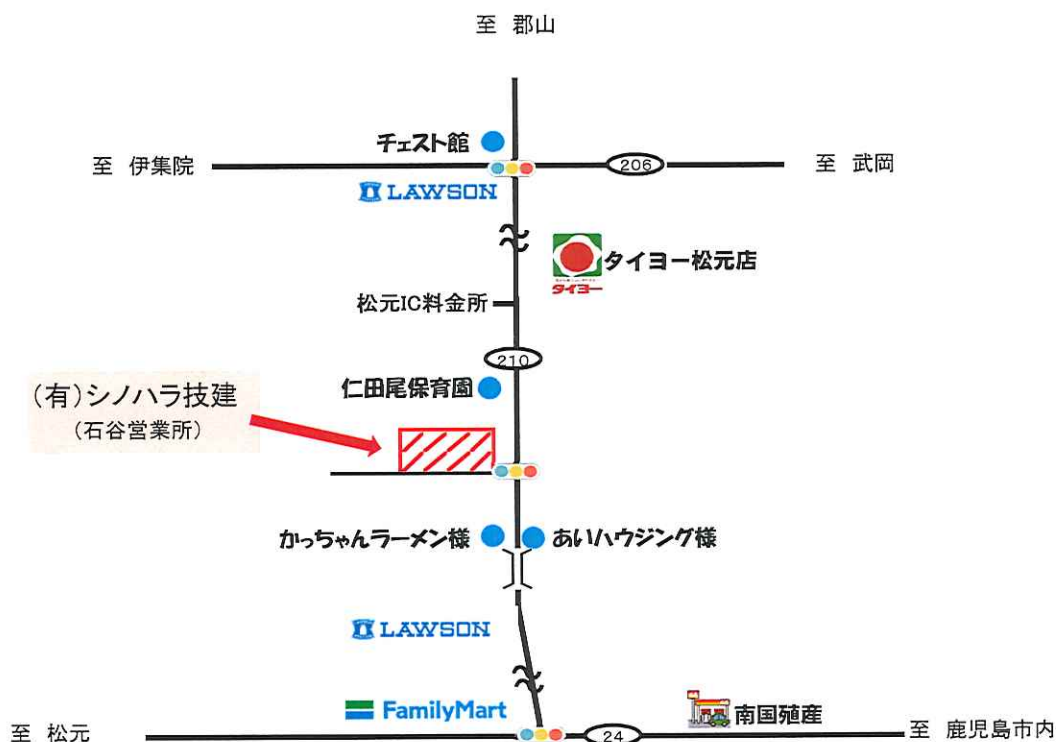 至 郡山
チェスト館
至 伊集院
206
至 武岡
LAWSON
タイヨー
タイヨー松元店
松元IC料金所
210
仁田尾保育園
(有)シノハラ技建
(石谷営業所)
かっちゃんラーメン様
あいハウジング様
LAWSON
FamilyMart
南国殖産
至 松元
24
至 鹿児島市内